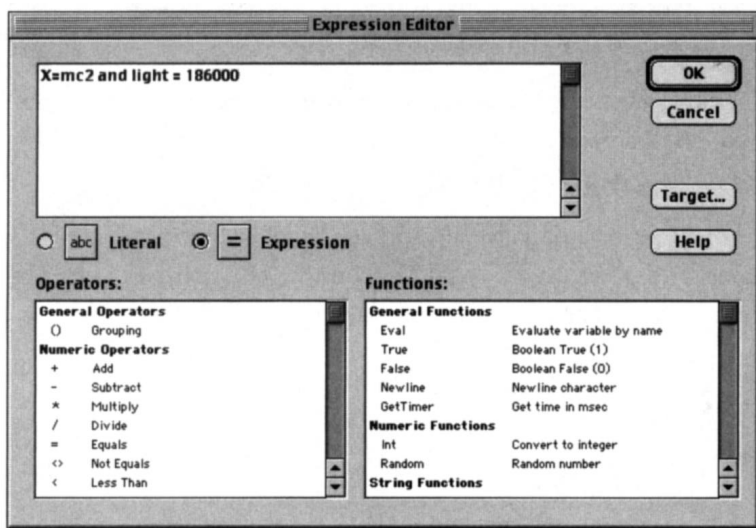 Expression Editor
X=mc2 and light = 186000
OK
Cancel
Target...
Help
abc Literal = Expression
Operators:
General Operators
() Grouping
Numeric Operators
+ Add
- Subtract
* Multiply
/ Divide
= Equals
<> Not Equals
< Less Than
Functions:
General Functions
Eval Evaluate variable by name
True Boolean True (1)
False Boolean False (0)
Newline Newline character
GetTimer Get time in msec
Numeric Functions
Int Convert to integer
Random Random number
String Functions